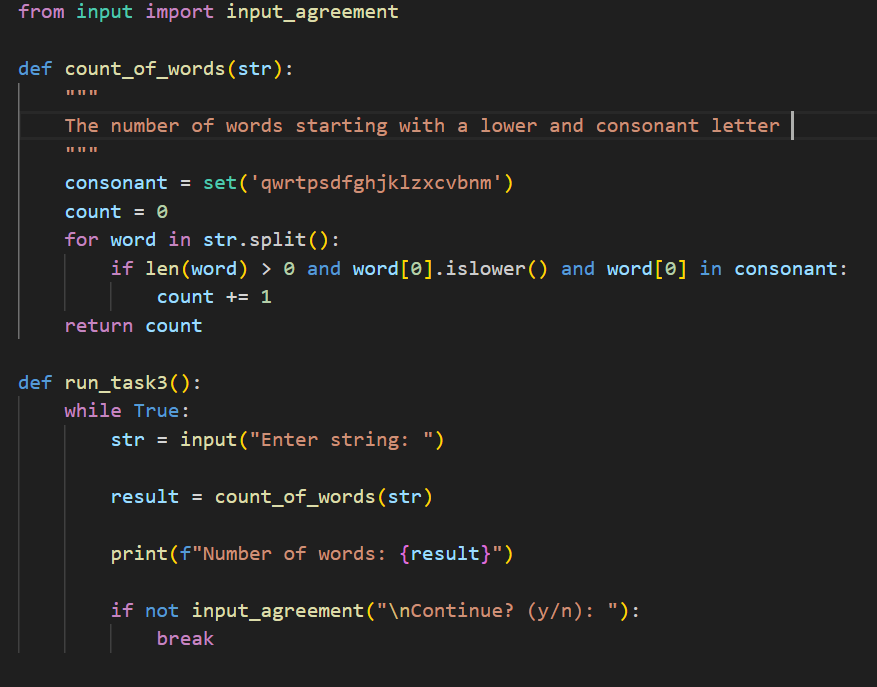 from input import input_agreement
def count_of_words(str):
"""
The number of words starting with a lower and consonant letter
"""
consonant = set('qwrtpsdfghjklzxcvbnm')
count = 0
for word in str.split():
if len(word) > 0 and word[0].islower() and word[0] in consonant:
count += 1
return count
def run_task3():
while True:
str = input("Enter string: ")
result = count_of_words(str)
print(f"Number of words: {result}")
if not input_agreement("\nContinue? (y/n): "):
break